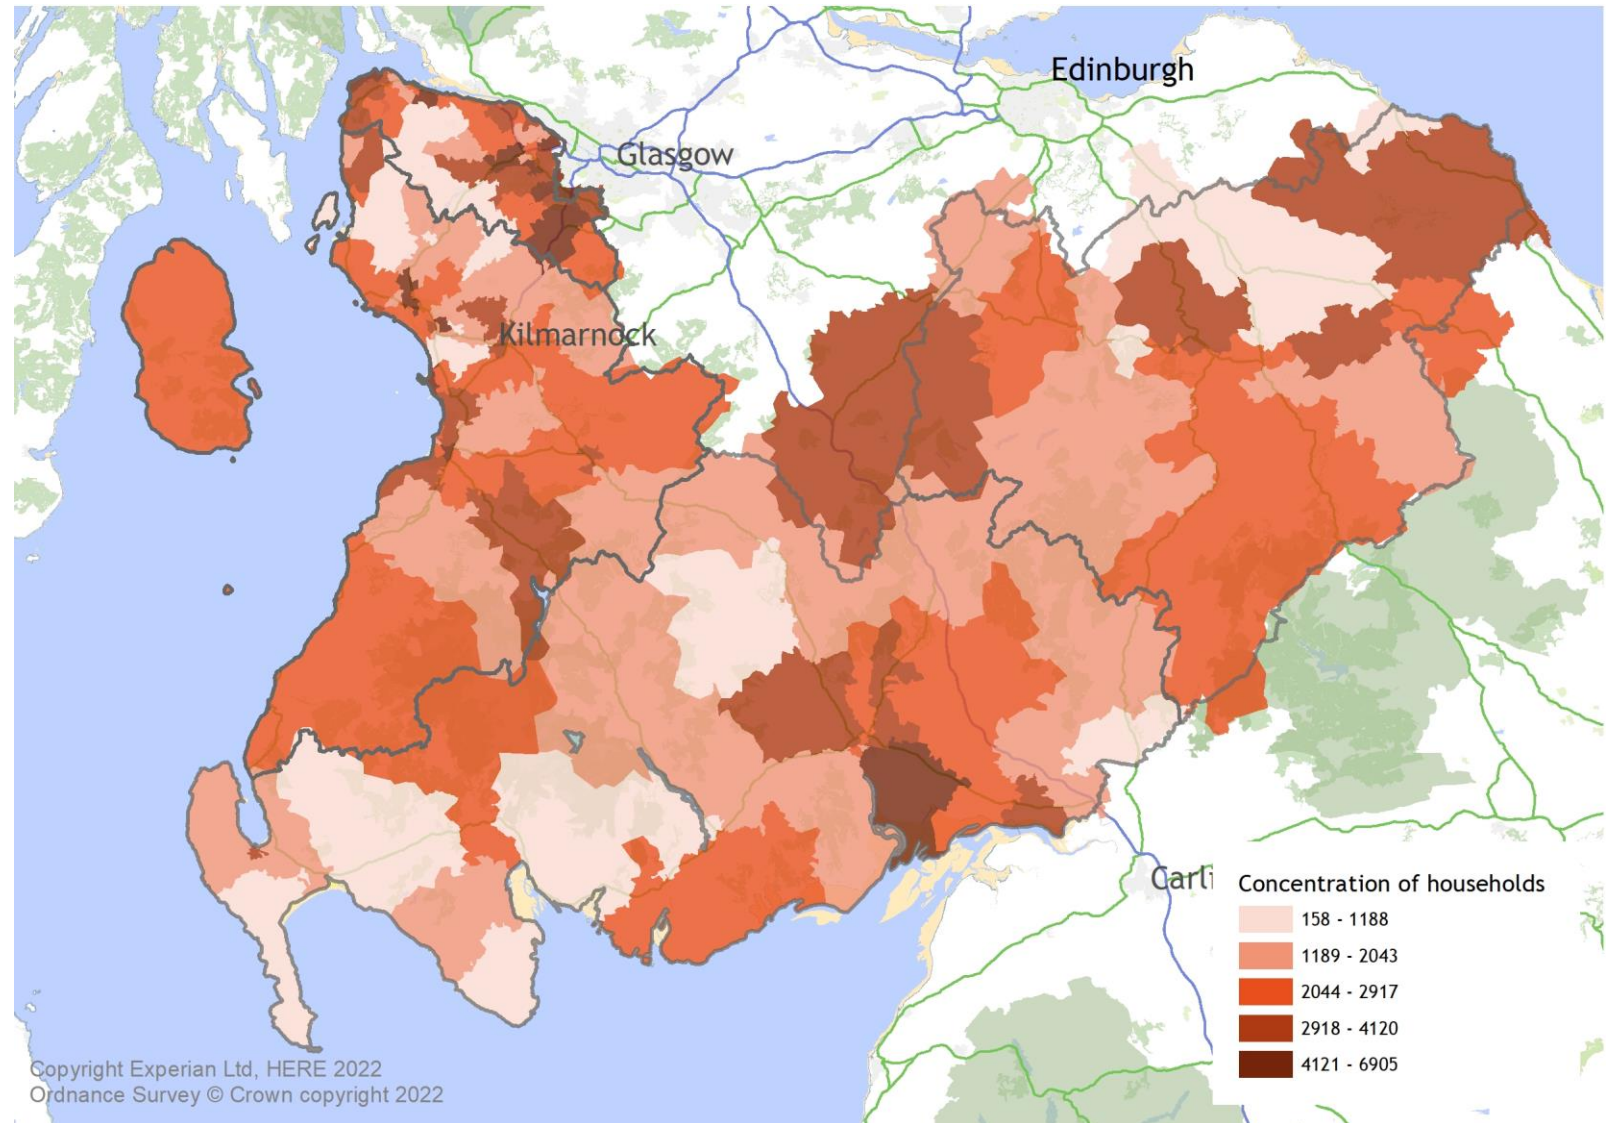 Edinburgh
Glasgow
Kilmarnock
Carli
Concentration of households
158 - 1188
1189 - 2043
2044 - 2917
2918 - 4120
4121 - 6905
Copyright Experian Ltd, HERE 2022
Ordnance Survey © Crown copyright 2022